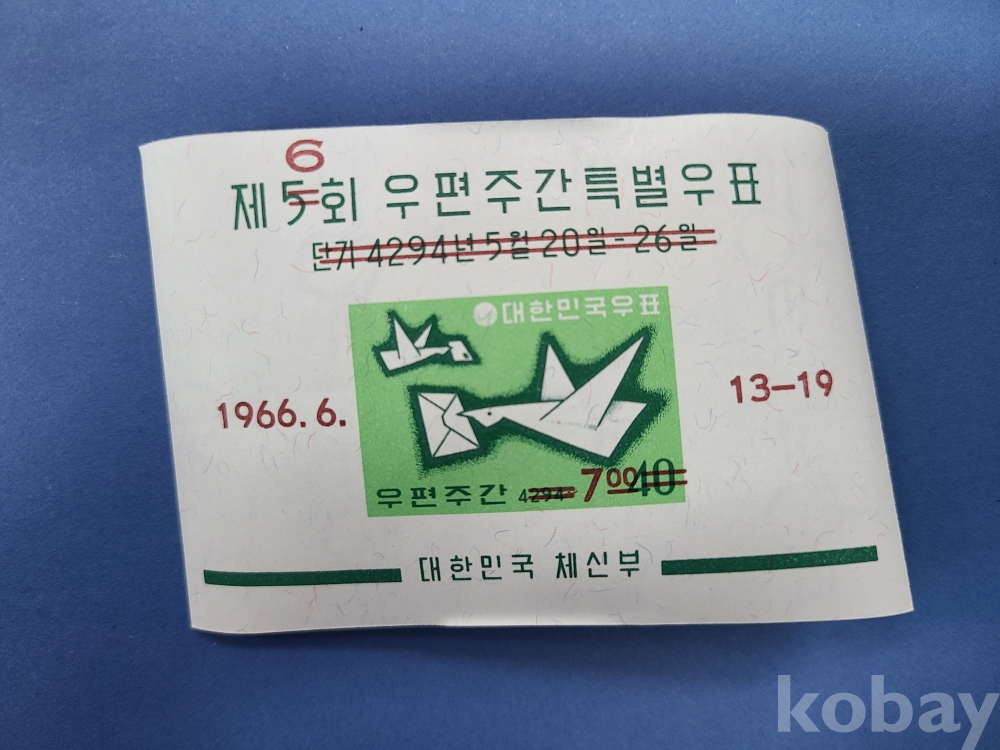 6
제5회 우편주간특별우표
단기 4294년 5월 20일-26일
대한민국우표
1966. 6. 13-19
우편주간 4294 7 00 40
대한민국 체신부
kobay